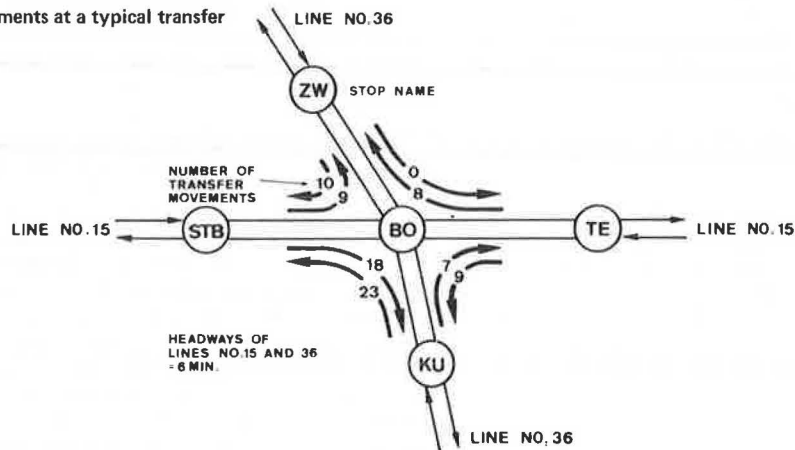 ments at a typical transfer
LINE NO. 36
ZW
STOP NAME
NUMBER OF
TRANSFER
MOVEMENTS
0
8
10
9
LINE NO. 15
STB
BO
TE
LINE NO. 15
18
23
7
9
HEADWAYS OF
LINES NO. 15 AND 36
= 6 MIN.
KU
LINE NO. 36